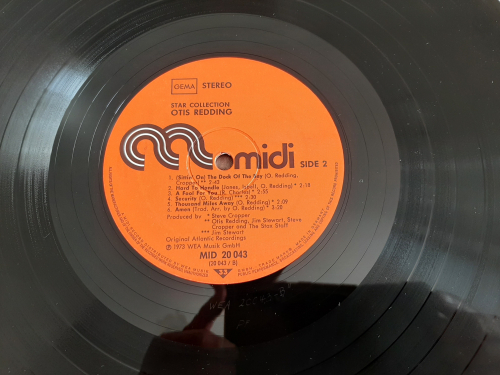 GEMA STEREO
STAR COLLECTION
OTIS REDDING
midi SIDE 2
1. (Sittin' On) The Dock Of The Bay (O. Redding,
Cropper) ** 2:42
2. Hard To Handle (Jones, Isbell, O. Redding) * 2:18
3. A Fool For You (R. Charles) * 2:50
4. Security (O. Redding) *** 2:38
5. Thousand Miles Away (O. Redding) * 2:09
6. Amen (Trad. Arr. by O. Redding) * 3:20
Produced by * Steve Cropper
** Otis Redding, Jim Stewart, Steve
Cropper and The Stax Staff
*** Jim Stewart
Original Atlantic Recordings
℗ 1973 WEA Musik GmbH
MID 20 043
(20 043 / B)